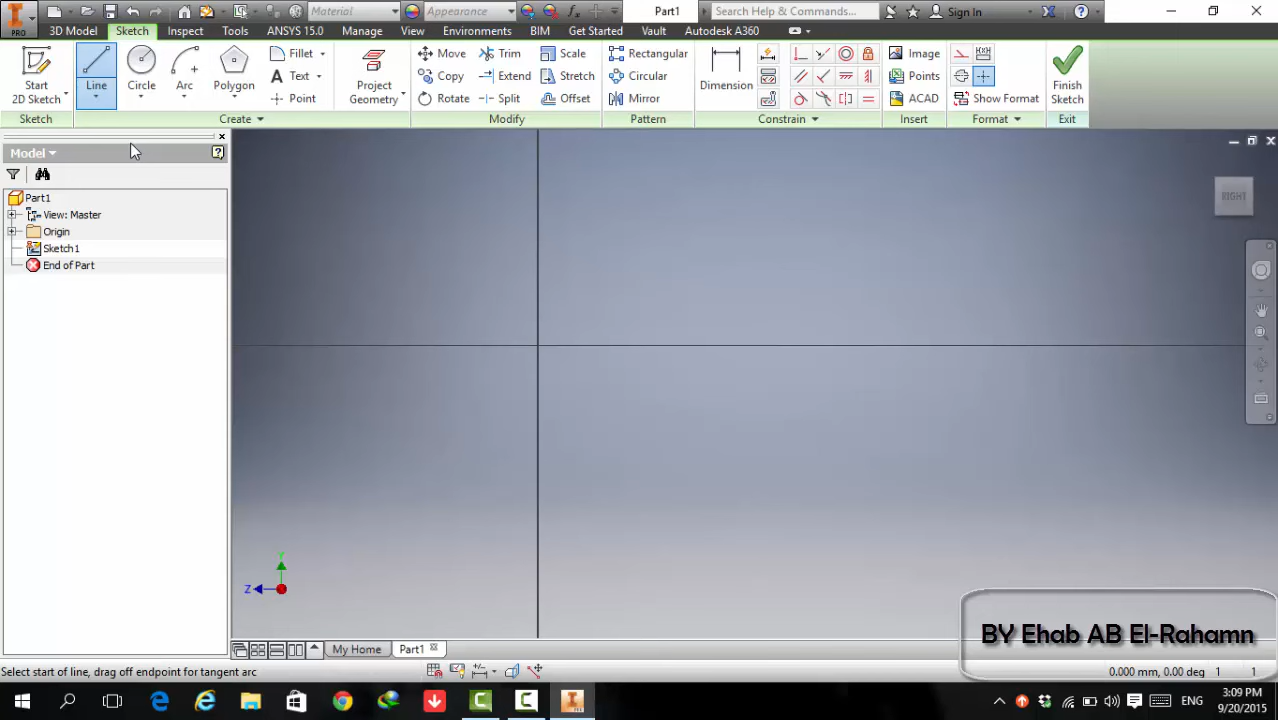 Material
Appearance
fx
Part1
Search Help & Commands...
Sign In
PRO
3D Model
Sketch
Inspect
Tools
ANSYS 15.0
Manage
View
Environments
BIM
Get Started
Vault
Autodesk A360
Start
2D Sketch
Line
Circle
Arc
Polygon
Fillet
Text
Point
Project
Geometry
Move
Copy
Rotate
Trim
Extend
Split
Scale
Stretch
Offset
Rectangular
Circular
Mirror
Dimension
Image
Points
ACAD
Show Format
Finish
Sketch
Sketch
Create
Modify
Pattern
Constrain
Insert
Format
Exit
Model
Part1
View: Master
Origin
Sketch1
End of Part
RIGHT
Y
Z
BY Ehab AB El-Rahamn
My Home
Part1
Select start of line, drag off endpoint for tangent arc
0.000 mm, 0.00 deg
1
1
ENG
3:09 PM
9/20/2015